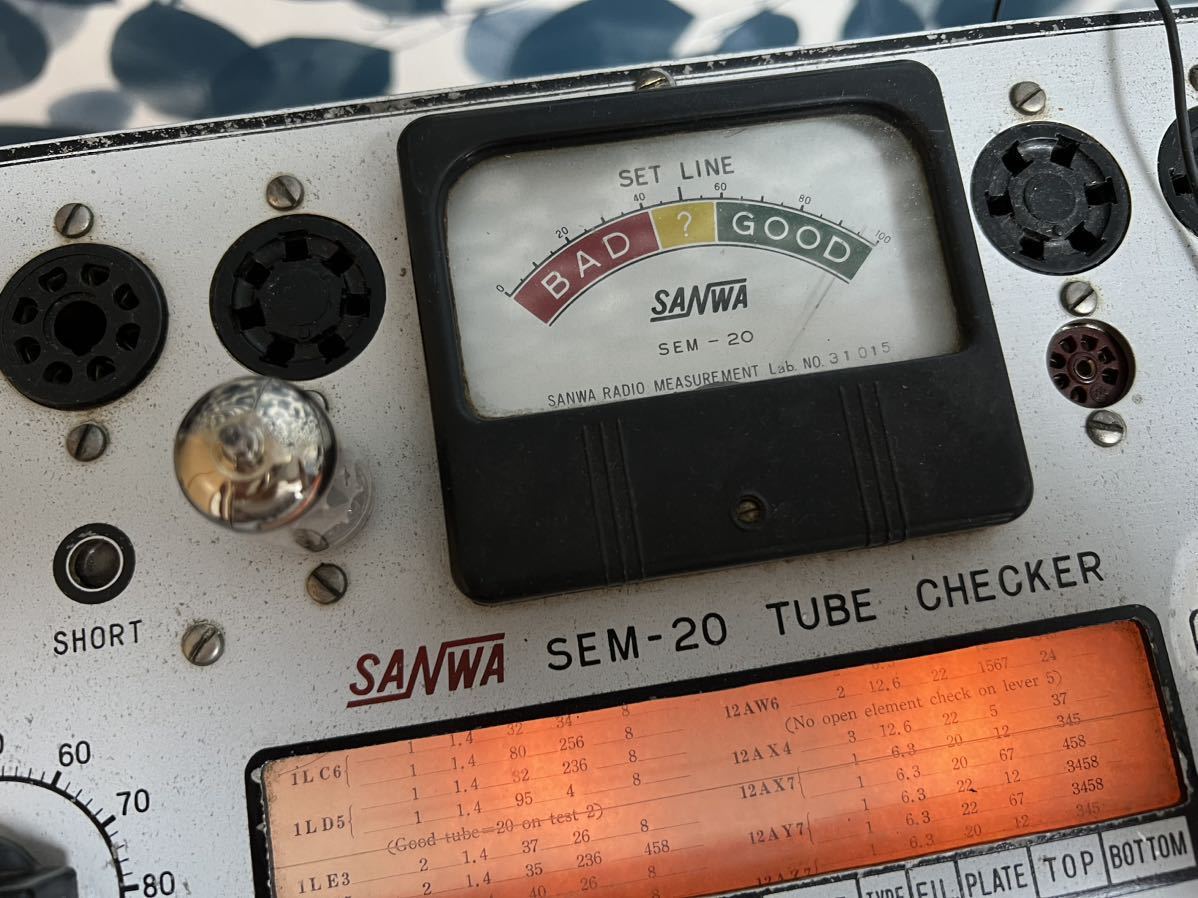 SET LINE
0 20 40 60 80 100
BAD ? GOOD
SANWA
SEM-20
SANWA RADIO MEASUREMENT Lab. NO. 31015
SHORT
SANWA SEM-20 TUBE CHECKER
60
70
80
1 1.4 32 34 8
1LC6 1 1.4 80 256 8
1 1.4 32 236 8
1LD5 1 1.4 95 4 8
(Good tube=20 on test 2)
2 1.4 37 26 8
1LE3 2 1.4 35 236 458
40 26 8
12AW6 2 12.6 22 1567 24
(No open element check on lever 5)
12AX4 3 12.6 22 5 37
12AX7 1 6.3 20 12 345
1 6.3 20 67 458
12AY7 1 6.3 22 12 3458
1 6.3 22 67 3458
1 6.3 20 12 345
TYPE FIL PLATE TOP BOTTOM